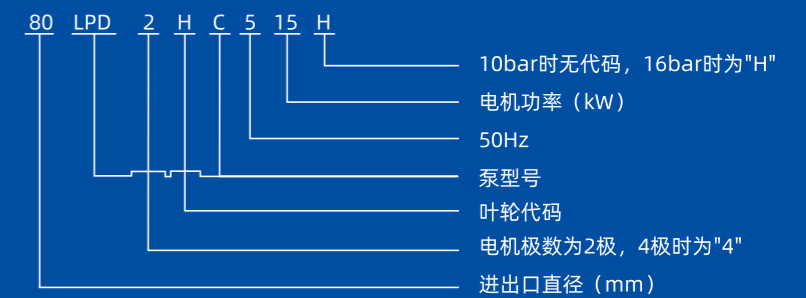 80 LPD 2 H C 5 15 H
10bar时无代码，16bar时为"H"
电机功率（kW）
50Hz
泵型号
叶轮代码
电机极数为2极，4极时为"4"
进出口直径（mm）